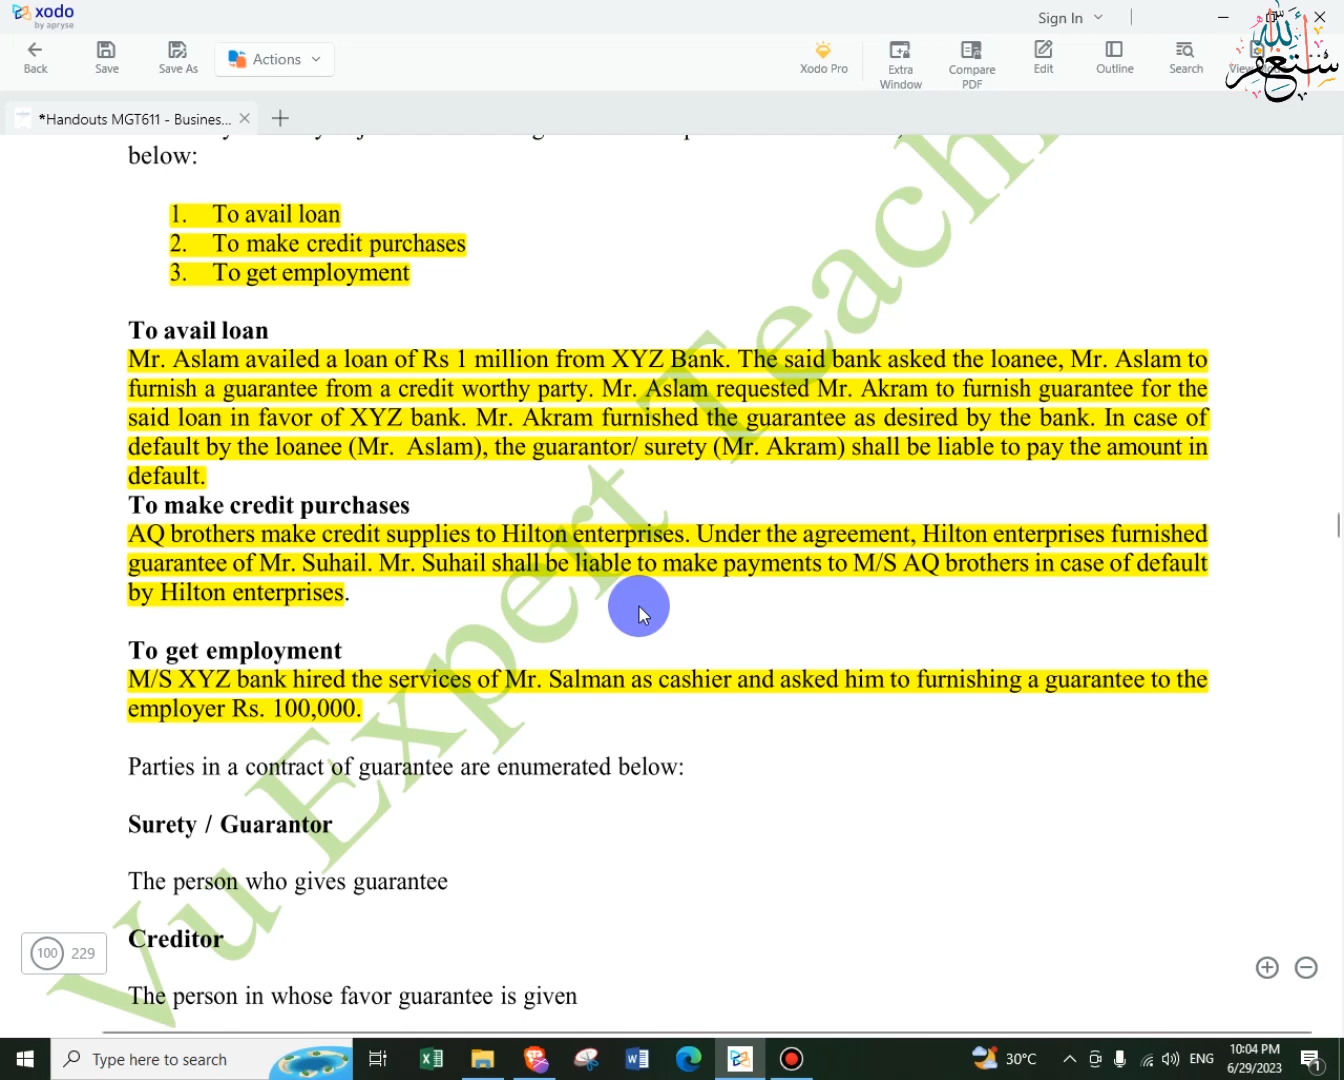 xodo
by apryse
Sign In
Back
Save
Save As
Actions
Xodo Pro
Extra Window
Compare PDF
Edit
Outline
Search
أستغفر الله
*Handouts MGT611 - Busines...
below:
1. To avail loan
2. To make credit purchases
3. To get employment
To avail loan
Mr. Aslam availed a loan of Rs 1 million from XYZ Bank. The said bank asked the loanee, Mr. Aslam to
furnish a guarantee from a credit worthy party. Mr. Aslam requested Mr. Akram to furnish guarantee for the
said loan in favor of XYZ bank. Mr. Akram furnished the guarantee as desired by the bank. In case of
default by the loanee (Mr. Aslam), the guarantor/ surety (Mr. Akram) shall be liable to pay the amount in
default.
To make credit purchases
AQ brothers make credit supplies to Hilton enterprises. Under the agreement, Hilton enterprises furnished
guarantee of Mr. Suhail. Mr. Suhail shall be liable to make payments to M/S AQ brothers in case of default
by Hilton enterprises.
To get employment
M/S XYZ bank hired the services of Mr. Salman as cashier and asked him to furnishing a guarantee to the
employer Rs. 100,000.
Parties in a contract of guarantee are enumerated below:
Surety / Guarantor
The person who gives guarantee
Creditor
The person in whose favor guarantee is given
Vu Expert Teach
100 229
Type here to search
30°C
ENG
10:04 PM
6/29/2023
1